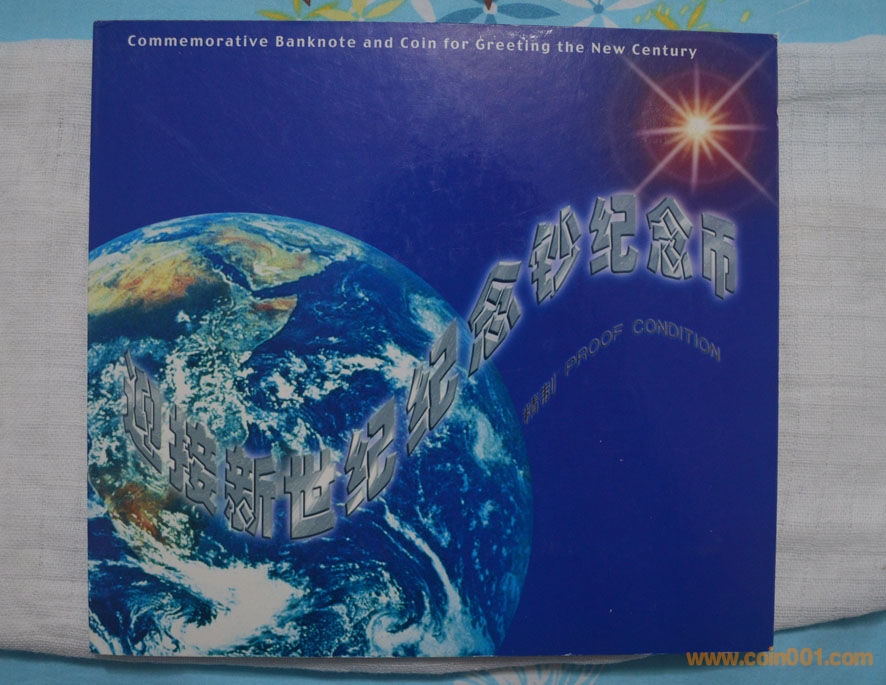 Commemorative Banknote and Coin for Greeting the New Century
迎接新世纪纪念钞纪念币
精制 PROOF CONDITION
www.coin001.com